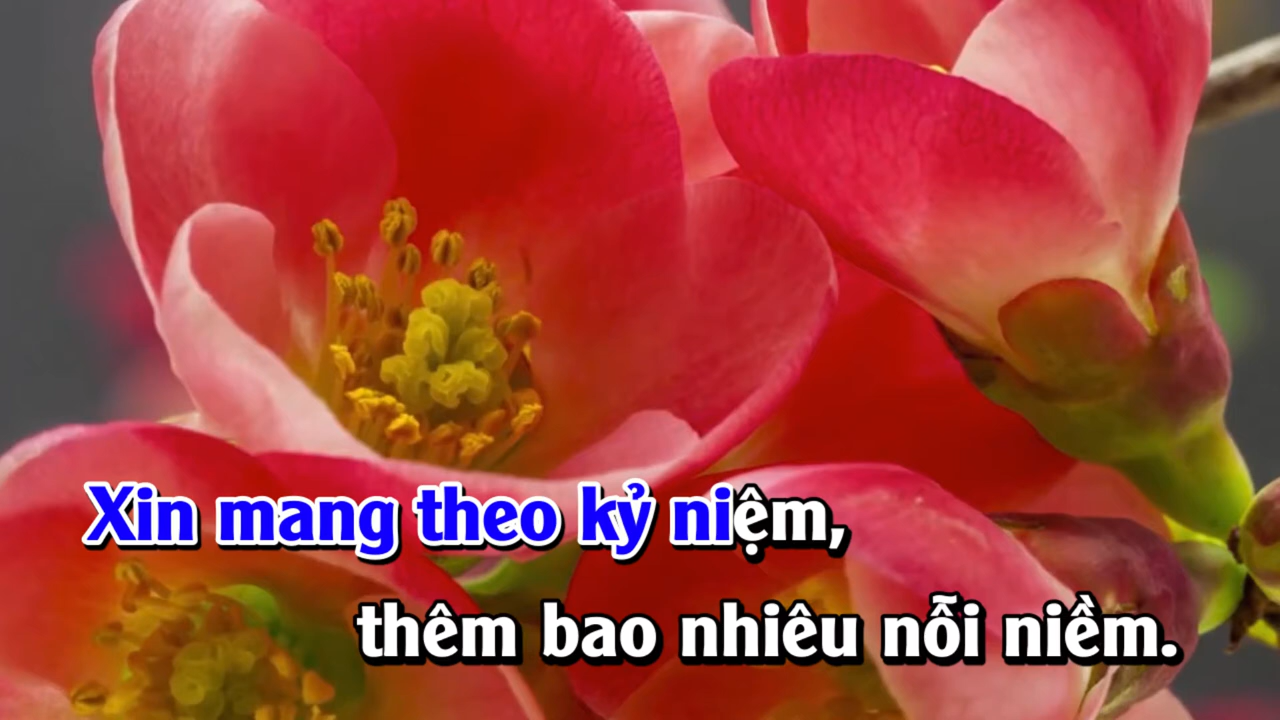 Xin mang theo kỷ niệm,
thêm bao nhiêu nỗi niềm.